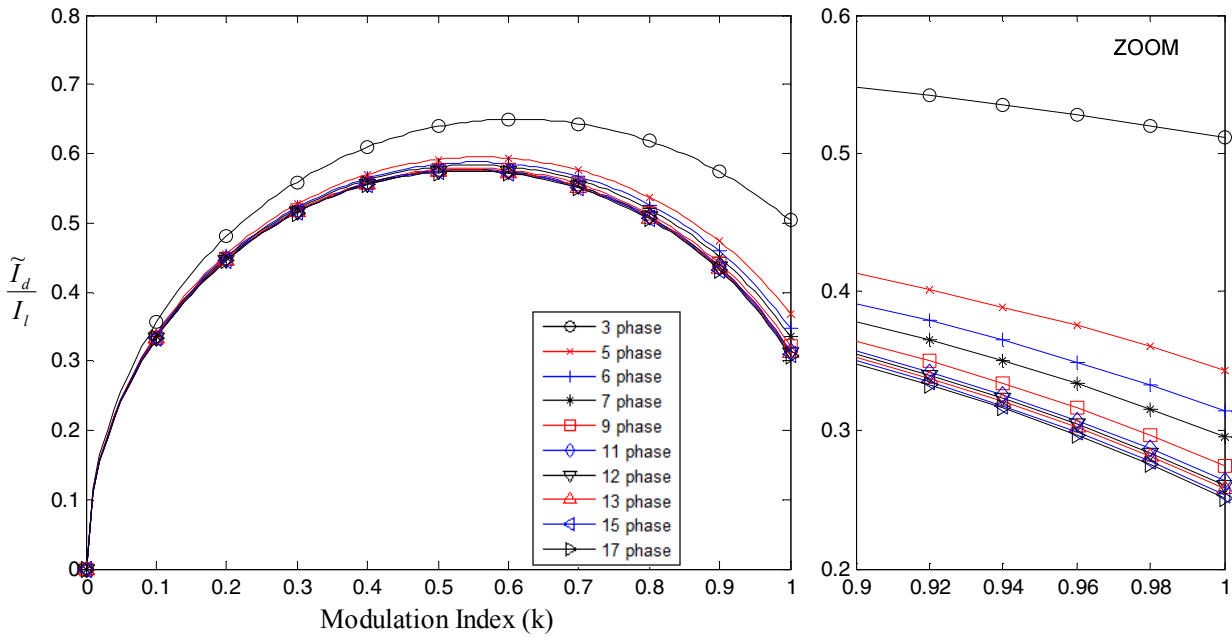 0.8
0.7
0.6
0.5
0.4
0.3
0.2
0.1
0
Ĩd
Il
0 0.1 0.2 0.3 0.4 0.5 0.6 0.7 0.8 0.9 1
Modulation Index (k)
3 phase
5 phase
6 phase
7 phase
9 phase
11 phase
12 phase
13 phase
15 phase
17 phase
ZOOM
0.6
0.5
0.4
0.3
0.2
0.9 0.92 0.94 0.96 0.98 1